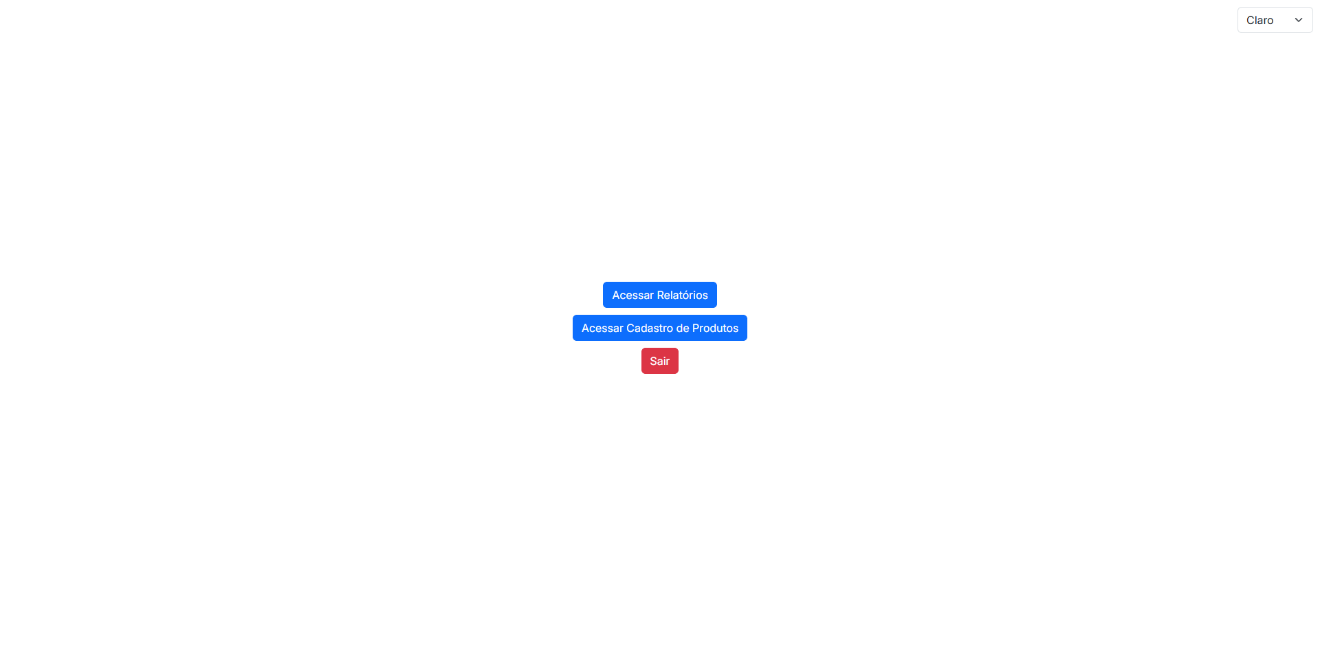 Claro
Acessar Relatórios
Acessar Cadastro de Produtos
Sair